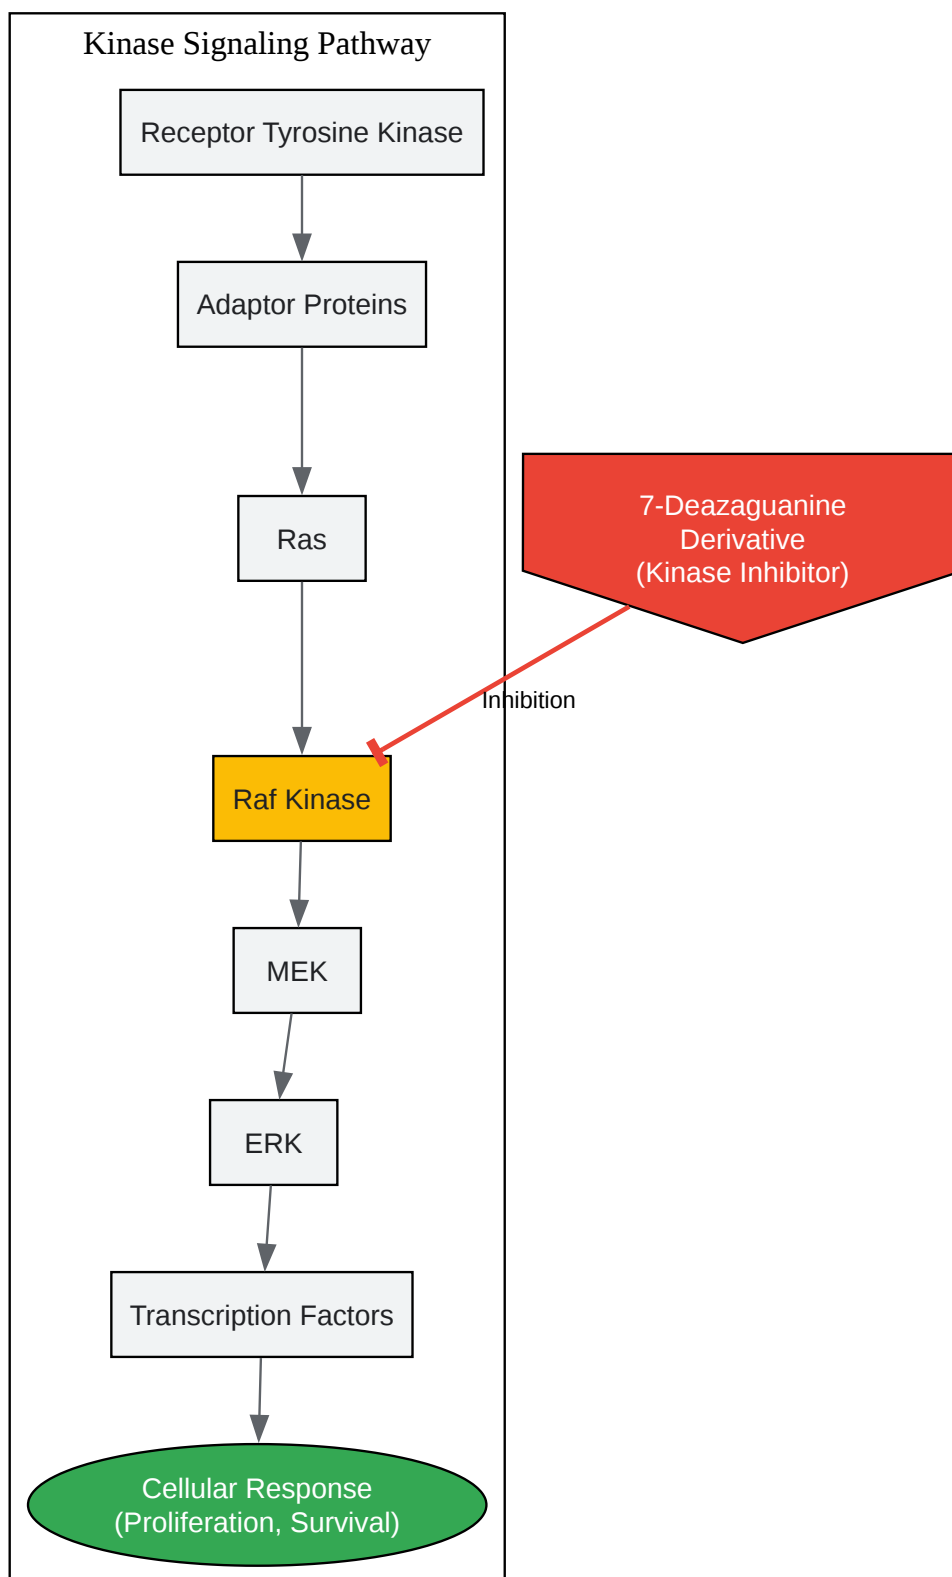 Kinase Signaling Pathway
Receptor Tyrosine Kinase
Adaptor Proteins
Ras
7-Deazaguanine
Derivative
(Kinase Inhibitor)
Inhibition
Raf Kinase
MEK
ERK
Transcription Factors
Cellular Response
(Proliferation, Survival)